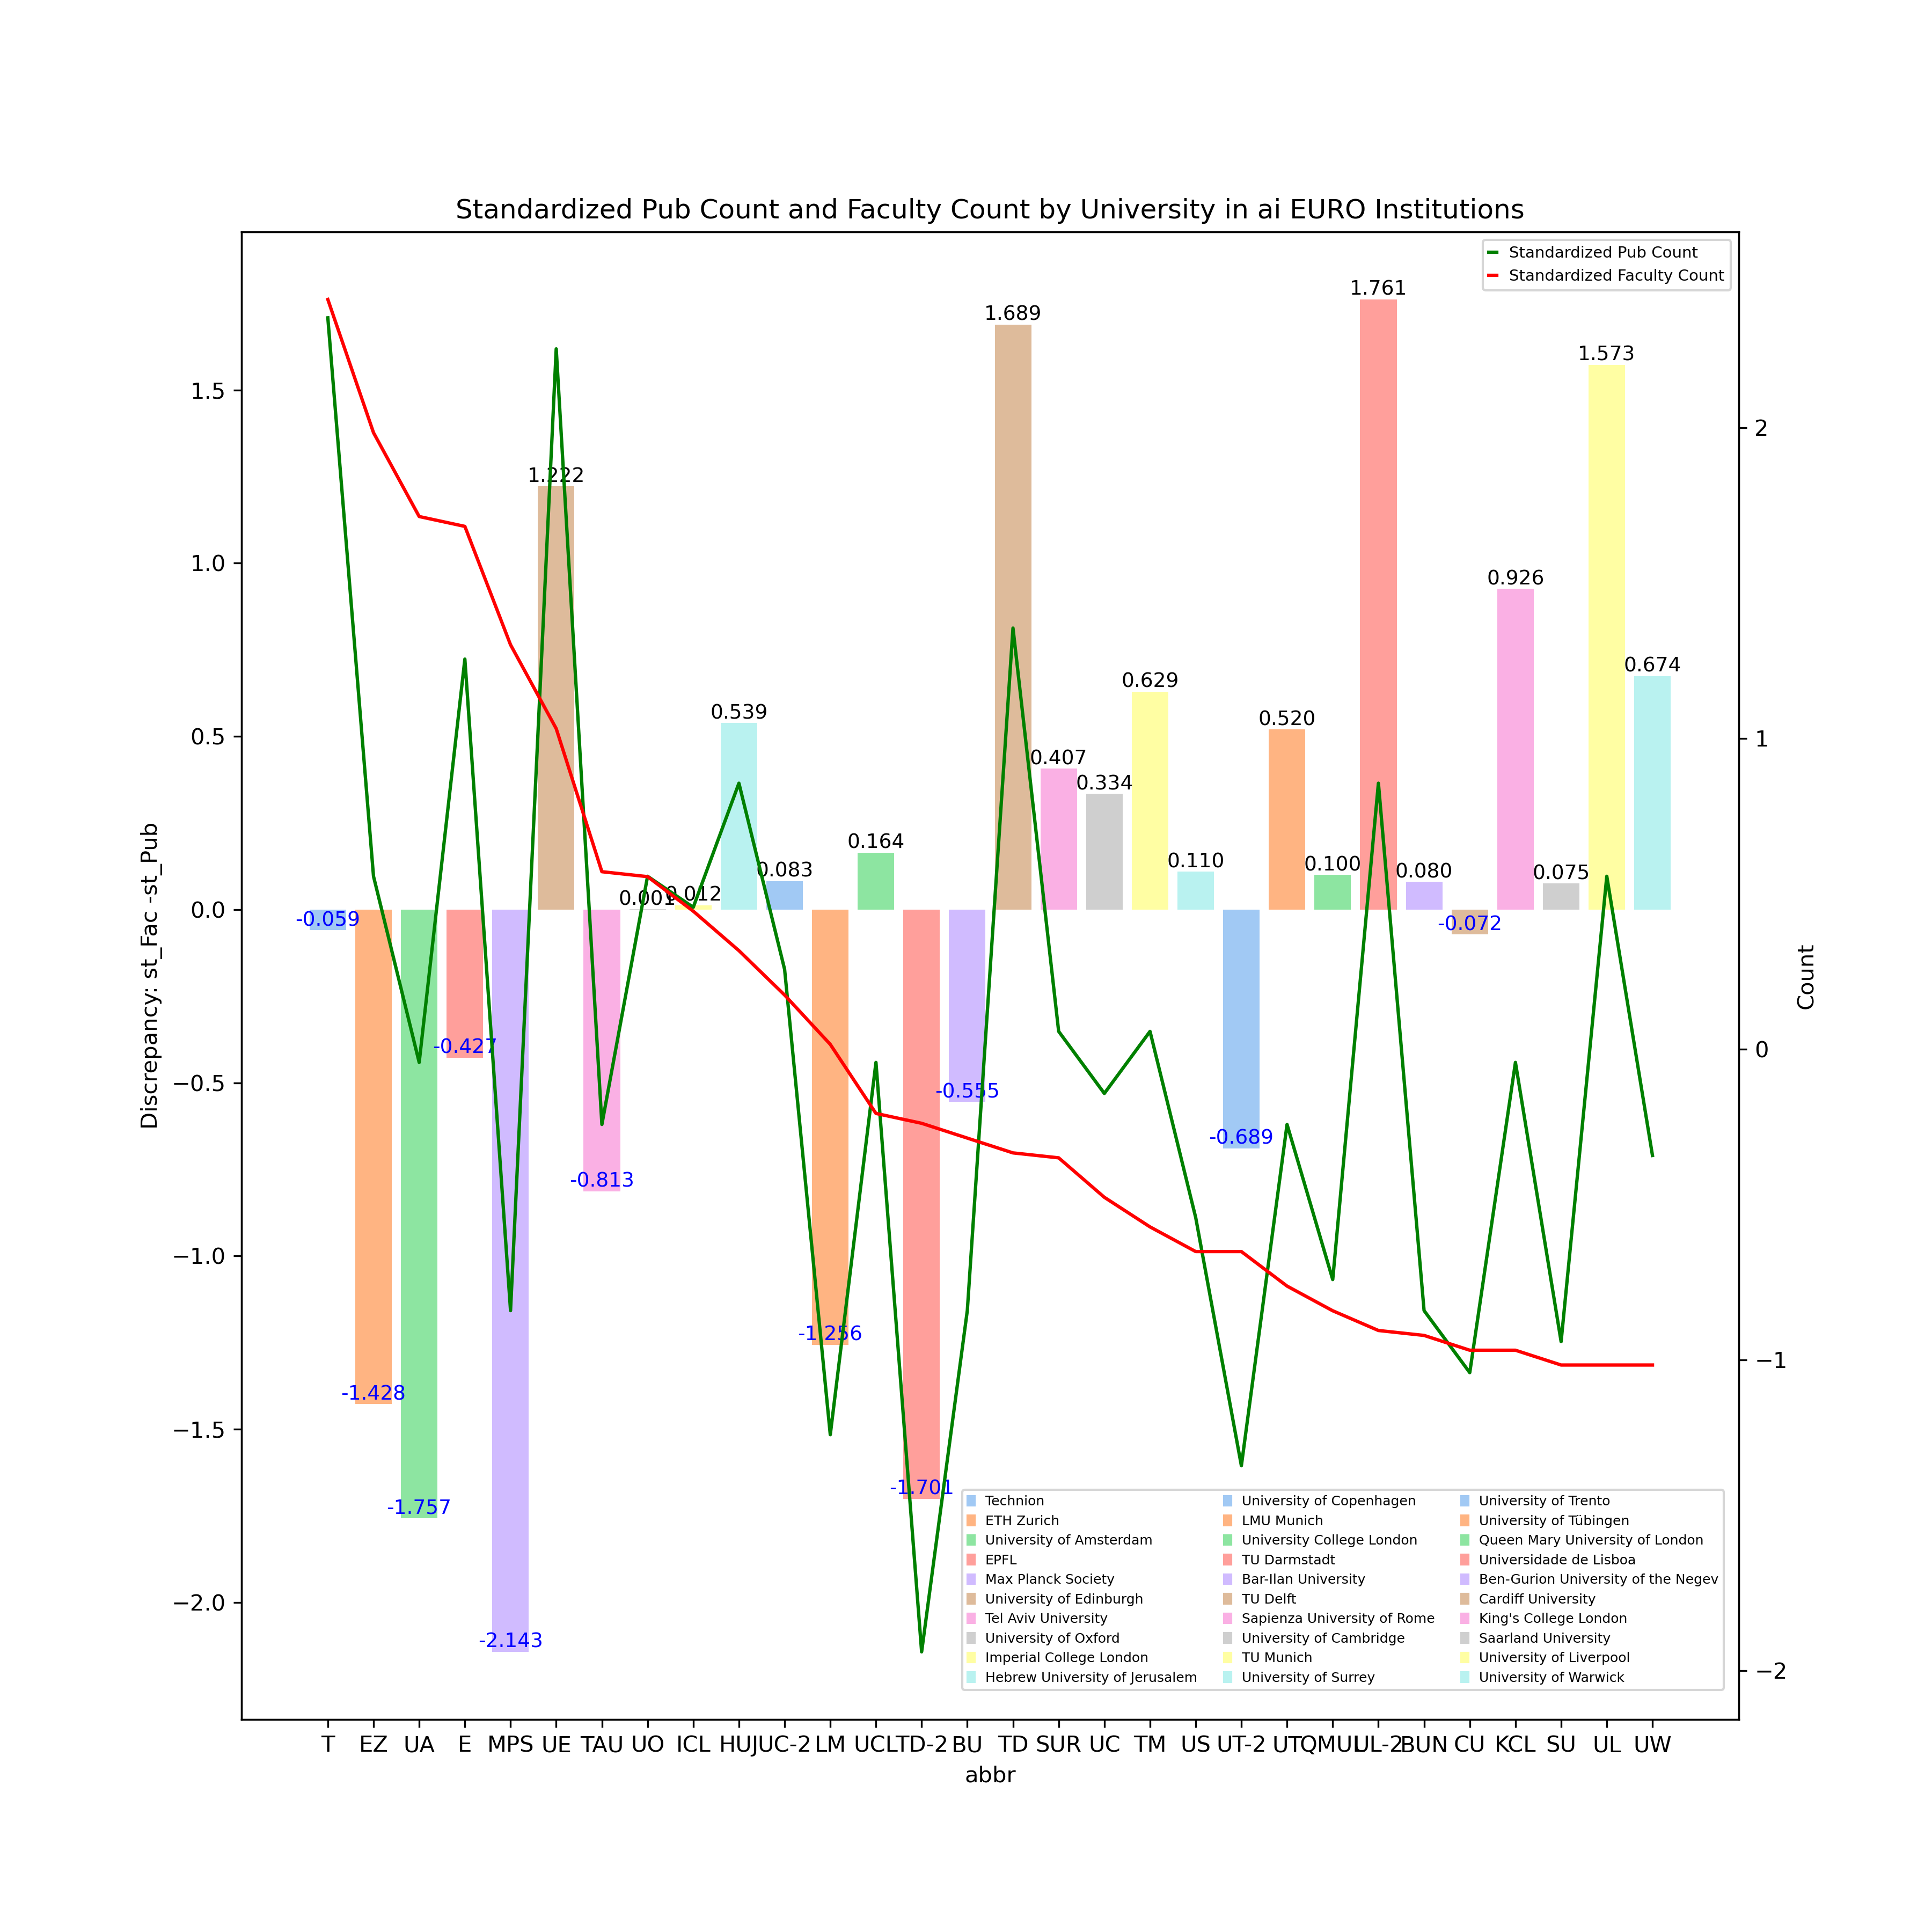 Standardized Pub Count and Faculty Count by University in ai EURO Institutions
Standardized Pub Count
Standardized Faculty Count
1.761
1.689
1.573
1.222
0.926
0.674
0.629
0.539
0.520
0.407
0.334
0.164
0.110
0.100
0.083
0.080
0.075
0.001
0.012
-0.059
-0.072
-0.427
-0.555
-0.689
-0.813
-1.256
-1.428
-1.701
-1.757
-2.143
1.5
1.0
0.5
0.0
−0.5
−1.0
−1.5
−2.0
Discrepancy: st_Fac -st_Pub
2
1
0
−1
−2
Count
Technion
ETH Zurich
University of Amsterdam
EPFL
Max Planck Society
University of Edinburgh
Tel Aviv University
University of Oxford
Imperial College London
Hebrew University of Jerusalem
University of Copenhagen
LMU Munich
University College London
TU Darmstadt
Bar-Ilan University
TU Delft
Sapienza University of Rome
University of Cambridge
TU Munich
University of Surrey
University of Trento
University of Tübingen
Queen Mary University of London
Universidade de Lisboa
Ben-Gurion University of the Negev
Cardiff University
King's College London
Saarland University
University of Liverpool
University of Warwick
T EZ UA E MPS UE TAU UO ICL HUJ UC-2 LM UCL TD-2 BU TD SUR UC TM US UT-2 UT QMUL UL-2 BUN CU KCL SU UL UW
abbr